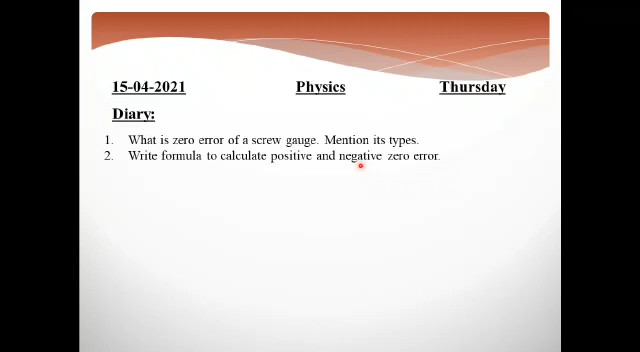 15-04-2021 Physics Thursday
Diary:
1. What is zero error of a screw gauge. Mention its types.
2. Write formula to calculate positive and negative zero error.